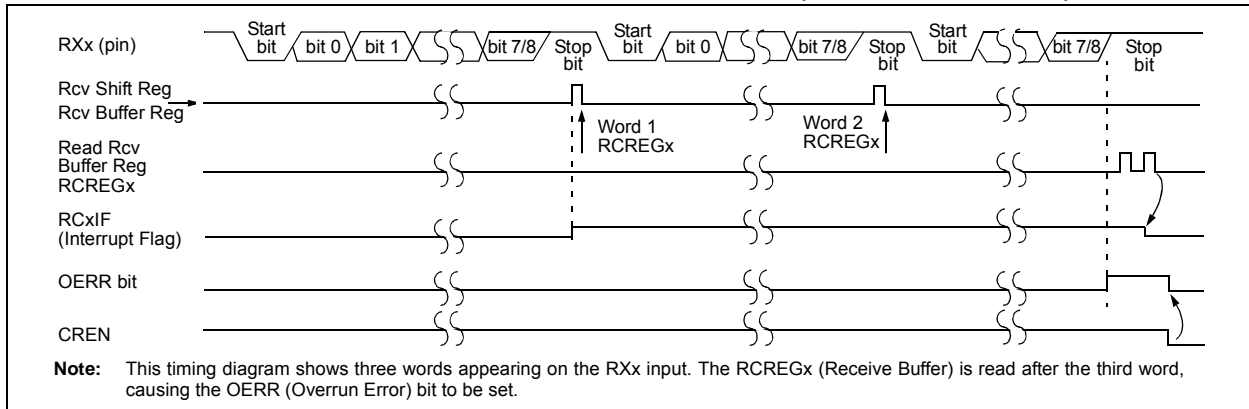 RXx (pin)
Start
bit
bit 0
bit 1
bit 7/8
Stop
bit
Start
bit
bit 0
bit 7/8
Stop
bit
Start
bit
bit 7/8
Stop
bit
Rcv Shift Reg
Rcv Buffer Reg
Word 1
RCREGx
Word 2
RCREGx
Read Rcv
Buffer Reg
RCREGx
RCxIF
(Interrupt Flag)
OERR bit
CREN
Note: This timing diagram shows three words appearing on the RXx input. The RCREGx (Receive Buffer) is read after the third word,
causing the OERR (Overrun Error) bit to be set.